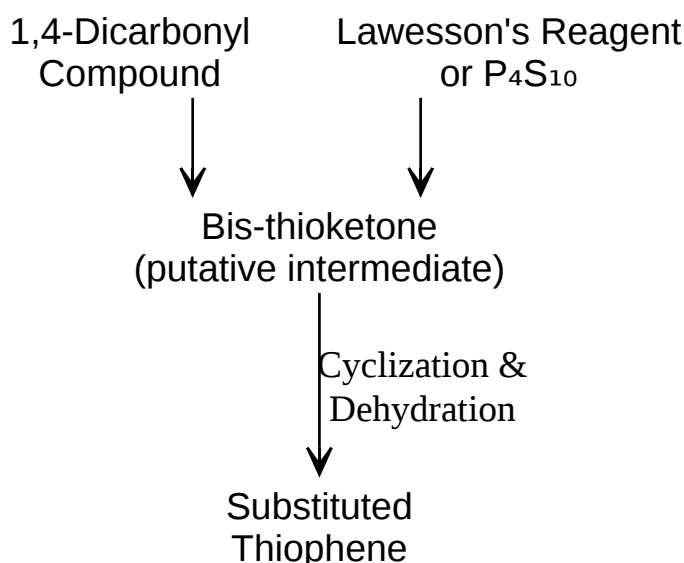 1,4-Dicarbonyl
Compound
Lawesson's Reagent
or P₄S₁₀
Bis-thioketone
(putative intermediate)
Cyclization &
Dehydration
Substituted
Thiophene